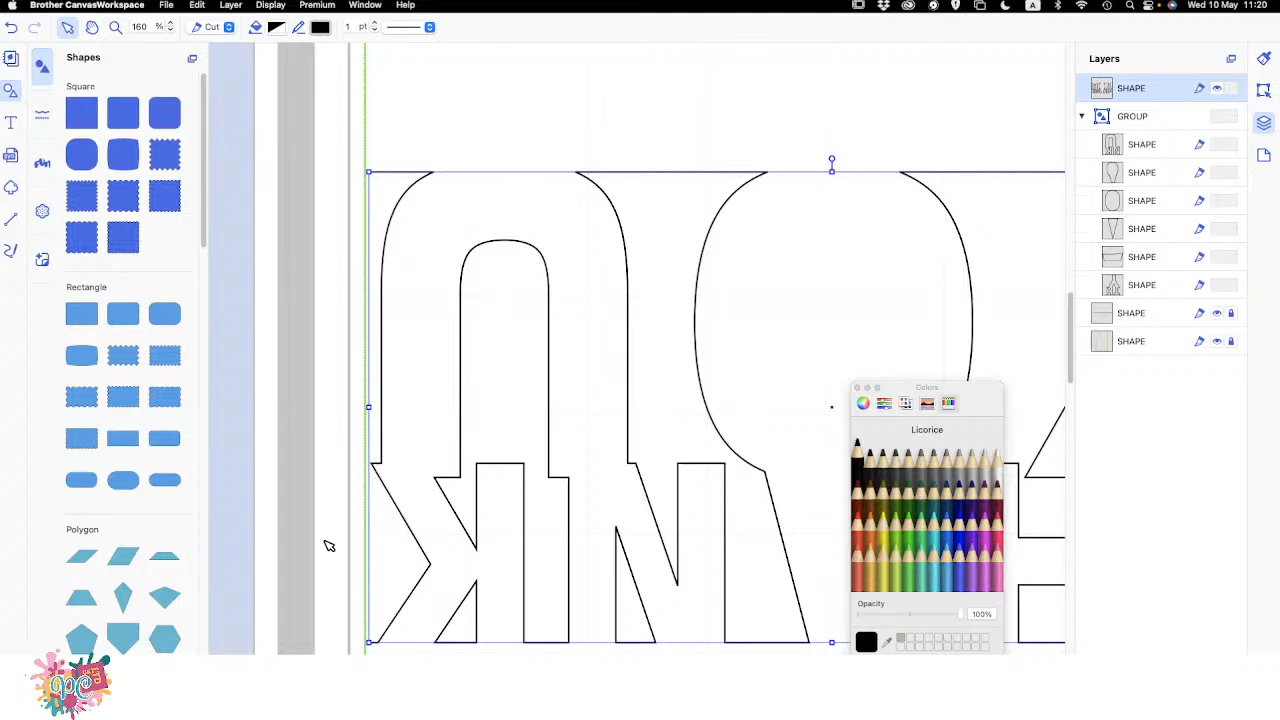 Brother CanvasWorkspace File Edit Layer Display Premium Window Help A Wed 10 May 11:20
160 % Cut 1 pt
Shapes
Square
Rectangle
Polygon
Layers
SHAPE
GROUP
SHAPE
SHAPE
SHAPE
SHAPE
SHAPE
SHAPE
SHAPE
SHAPE
Colors
Licorice
Opacity
100%